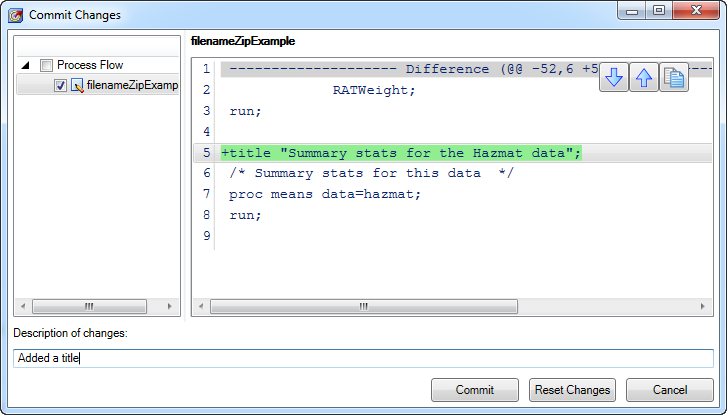 Commit Changes
Process Flow
filenameZipExamp
filenameZipExample
1 -------------------- Difference (@@ -52,6 +5
2 RATWeight;
3 run;
4
5 +title "Summary stats for the Hazmat data";
6 /* Summary stats for this data */
7 proc means data=hazmat;
8 run;
9
Description of changes:
Added a title
Commit
Reset Changes
Cancel